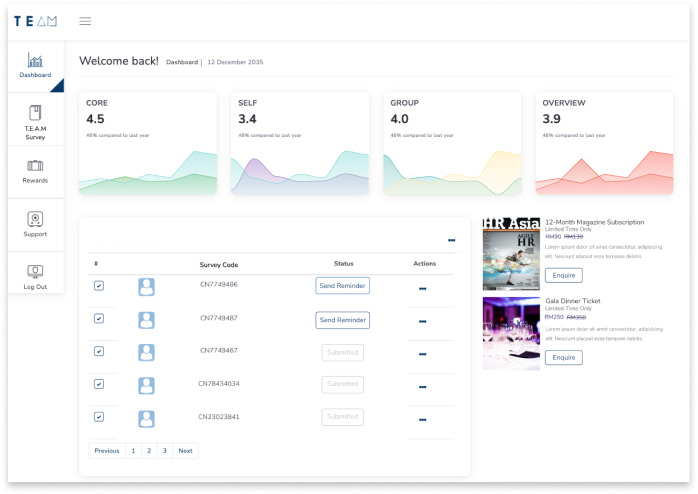 TEAM
Welcome back! Dashboard | 12 December 2035
Dashboard
T.E.A.M
Survey
Rewards
Support
Log Out
CORE
4.5
46% compared to last year
SELF
3.4
46% compared to last year
GROUP
4.0
46% compared to last year
OVERVIEW
3.9
46% compared to last year
# Survey Code Status Actions
CN7749486 Send Reminder
CN7749487 Send Reminder
CN7749467 Submitted
CN78434034 Submitted
CN23023841 Submitted
Previous 1 2 3 Next
HR Asia
AGILE
HR
12-Month Magazine Subscription
Limited Time Only
RM90 RM130
Lorem ipsum dolor sit amet consectetur, adipisicing
elit. Nesciunt placeat esse tempore debitis.
Enquire
Gala Dinner Ticket
Limited Time Only
RM250 RM350
Lorem ipsum dolor sit amet consectetur, adipisicing
elit. Nesciunt placeat esse tempore debitis.
Enquire